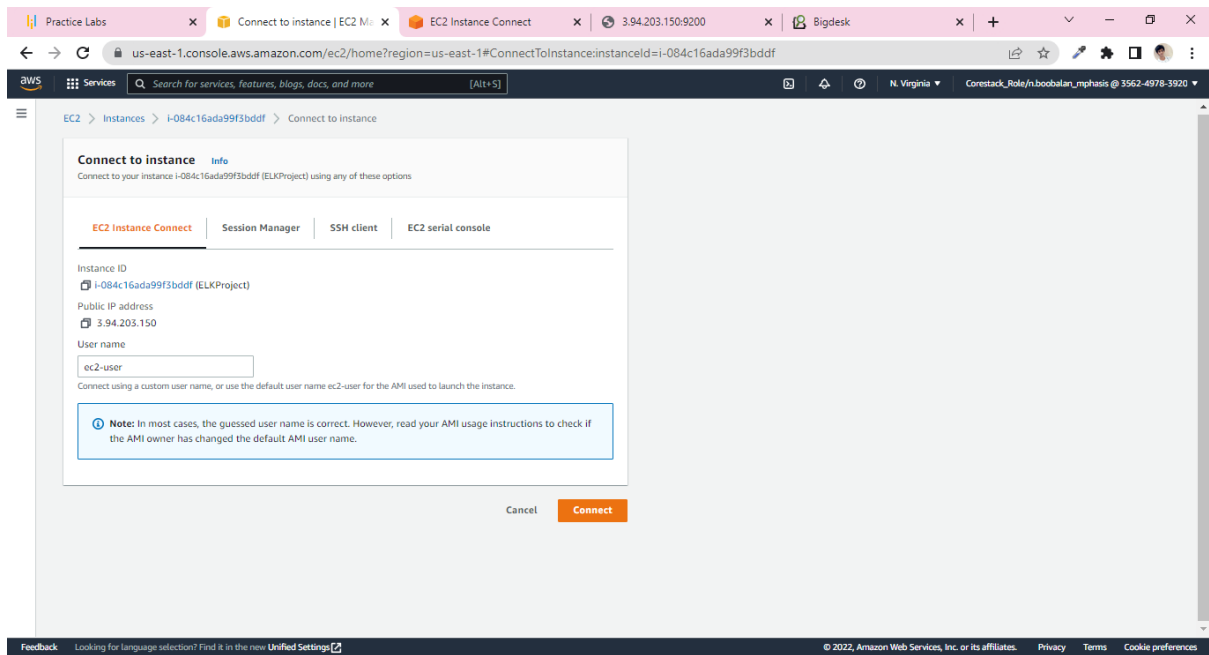 Practice Labs
Connect to instance | EC2 Ma
EC2 Instance Connect
3.94.203.150:9200
Bigdesk
us-east-1.console.aws.amazon.com/ec2/home?region=us-east-1#ConnectToInstance:instanceId=i-084c16ada99f3bddf
aws
Services
Search for services, features, blogs, docs, and more
[Alt+S]
N. Virginia
Corestack_Role/n.boobalan_mphasis @ 3562-4978-3920
EC2 > Instances > i-084c16ada99f3bddf > Connect to instance
Connect to instance Info
Connect to your instance i-084c16ada99f3bddf (ELKProject) using any of these options
EC2 Instance Connect
Session Manager
SSH client
EC2 serial console
Instance ID
i-084c16ada99f3bddf (ELKProject)
Public IP address
3.94.203.150
User name
ec2-user
Connect using a custom user name, or use the default user name ec2-user for the AMI used to launch the instance.
Note: In most cases, the guessed user name is correct. However, read your AMI usage instructions to check if
the AMI owner has changed the default AMI user name.
Cancel
Connect
Feedback
Looking for language selection? Find it in the new Unified Settings
© 2022, Amazon Web Services, Inc. or its affiliates.
Privacy
Terms
Cookie preferences